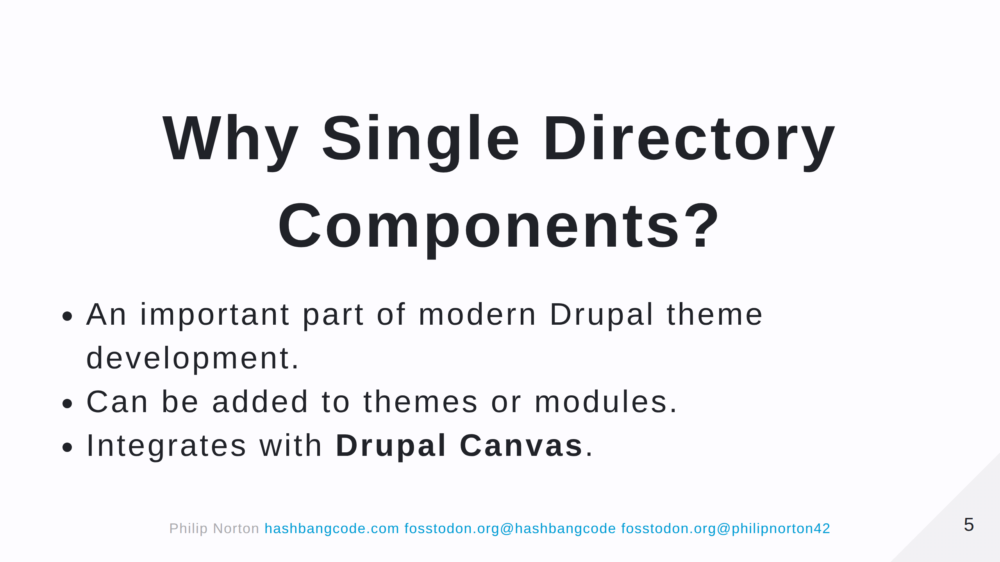 Why Single Directory
Components?
• An important part of modern Drupal theme
development.
• Can be added to themes or modules.
• Integrates with Drupal Canvas.
Philip Norton hashbangcode.com fosstodon.org@hashbangcode fosstodon.org@philipnorton42
5